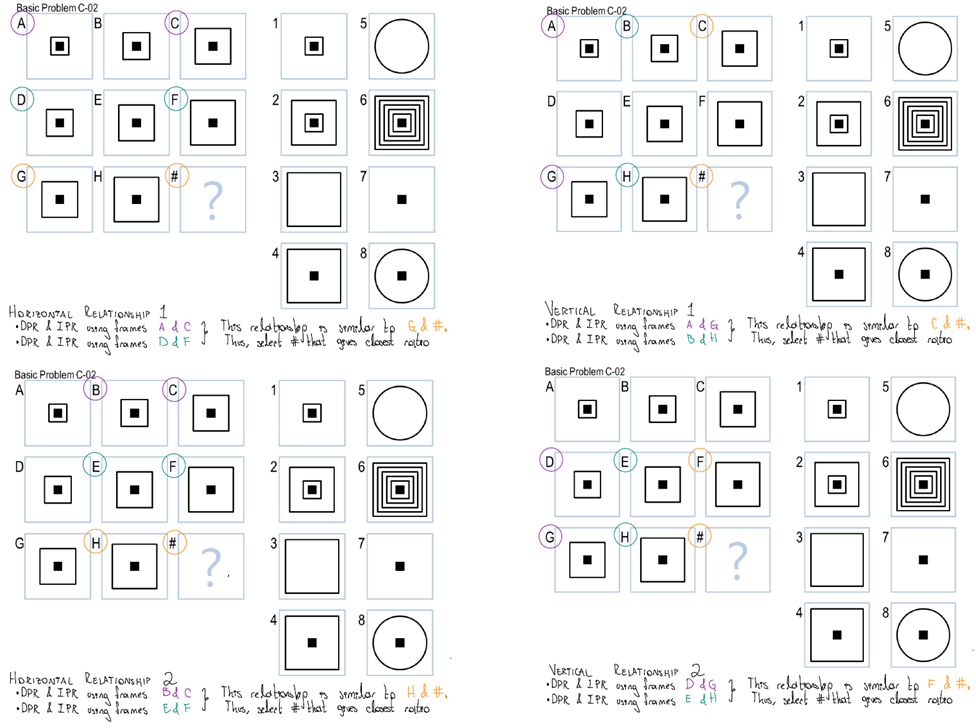 Basic Problem C-02
A B C 1 5
D E F 2 6
G H # 3 7
?
4 8
HORIZONTAL RELATIONSHIP 1
•DPR & IPR using frames A & C } This relationship is similar to G & #.
•DPR & IPR using frames D & F Thus, select # that gives closest ratio
Basic Problem C-02
A B C 1 5
D E F 2 6
G H # 3 7
?
4 8
VERTICAL RELATIONSHIP 1
•DPR & IPR using frames A & G } This relationship is similar to C & #.
•DPR & IPR using frames B & H Thus, select # that gives closest ratio
Basic Problem C-02
A B C 1 5
D E F 2 6
G H # 3 7
?
4 8
HORIZONTAL RELATIONSHIP 2
•DPR & IPR using frames B & C } This relationship is similar to H & #.
•DPR & IPR using frames E & F Thus, select # that gives closest ratio
Basic Problem C-02
A B C 1 5
D E F 2 6
G H # 3 7
?
4 8
VERTICAL RELATIONSHIP 2
•DPR & IPR using frames D & G } This relationship is similar to F & #.
•DPR & IPR using frames E & H Thus, select # that gives closest ratio